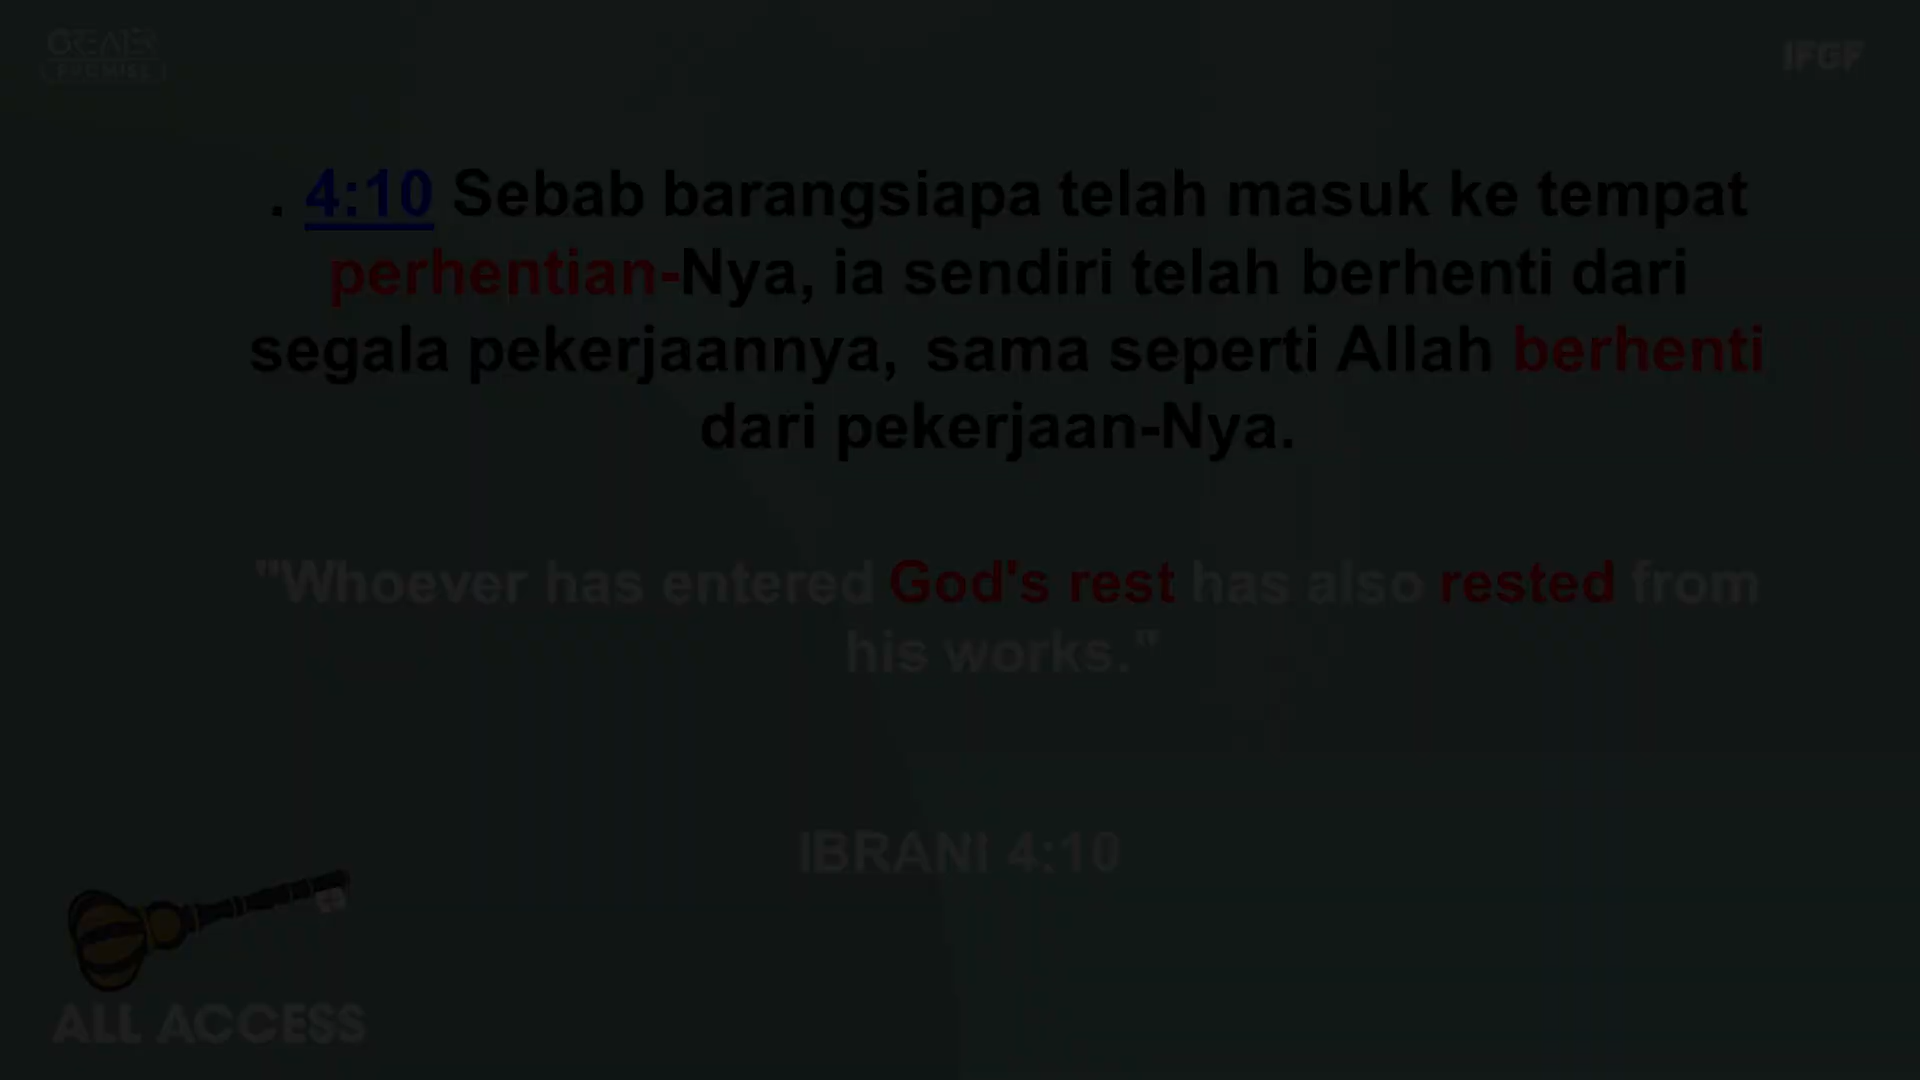 GREATER
PROMISE
IFGF
. 4:10 Sebab barangsiapa telah masuk ke tempat
perhentian-Nya, ia sendiri telah berhenti dari
segala pekerjaannya, sama seperti Allah berhenti
dari pekerjaan-Nya.
"Whoever has entered God's rest has also rested from
his works."
IBRANI 4:10
ALL ACCESS